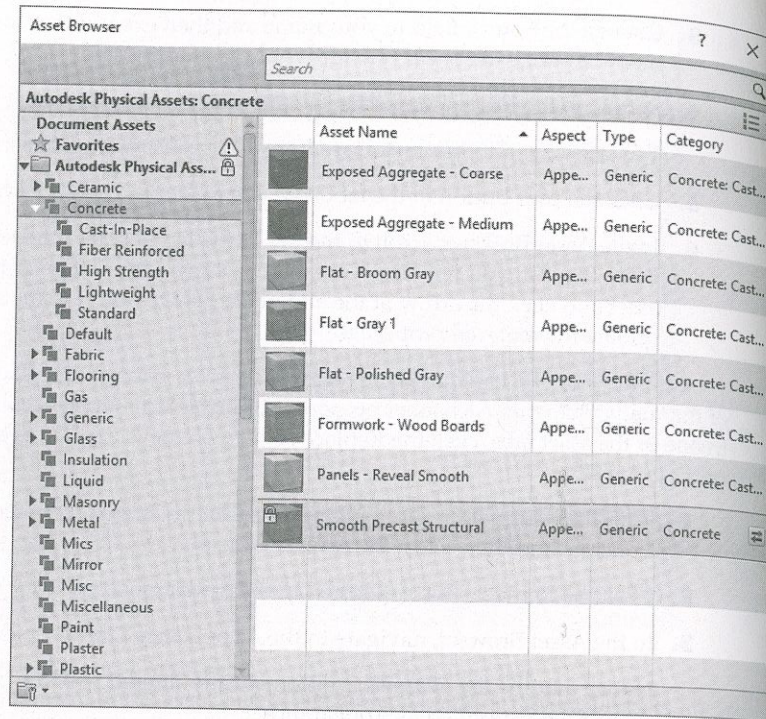 Asset Browser
?
Search
Autodesk Physical Assets: Concrete
Document Assets
Favorites
Autodesk Physical Ass...
Ceramic
Concrete
Cast-In-Place
Fiber Reinforced
High Strength
Lightweight
Standard
Default
Fabric
Flooring
Gas
Generic
Glass
Insulation
Liquid
Masonry
Metal
Mics
Mirror
Misc
Miscellaneous
Paint
Plaster
Plastic
Asset Name Aspect Type Category
Exposed Aggregate - Coarse Appe... Generic Concrete: Cast...
Exposed Aggregate - Medium Appe... Generic Concrete: Cast...
Flat - Broom Gray Appe... Generic Concrete: Cast...
Flat - Gray 1 Appe... Generic Concrete: Cast...
Flat - Polished Gray Appe... Generic Concrete: Cast...
Formwork - Wood Boards Appe... Generic Concrete: Cast...
Panels - Reveal Smooth Appe... Generic Concrete: Cast...
Smooth Precast Structural Appe... Generic Concrete